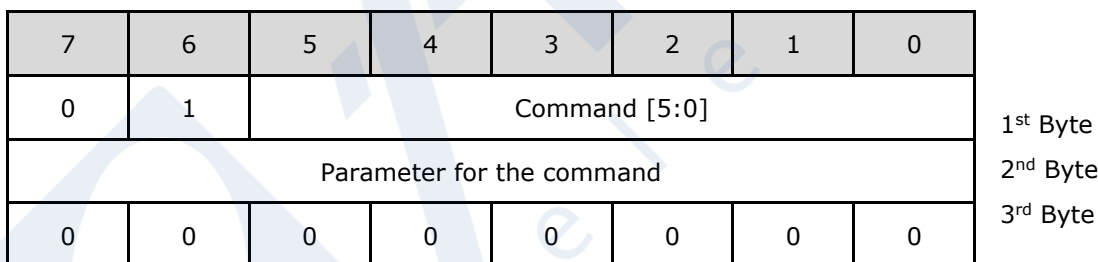 7 6 5 4 3 2 1 0
0 1 Command [5:0] 1st Byte
Parameter for the command 2nd Byte
0 0 0 0 0 0 0 0 3rd Byte
e
e